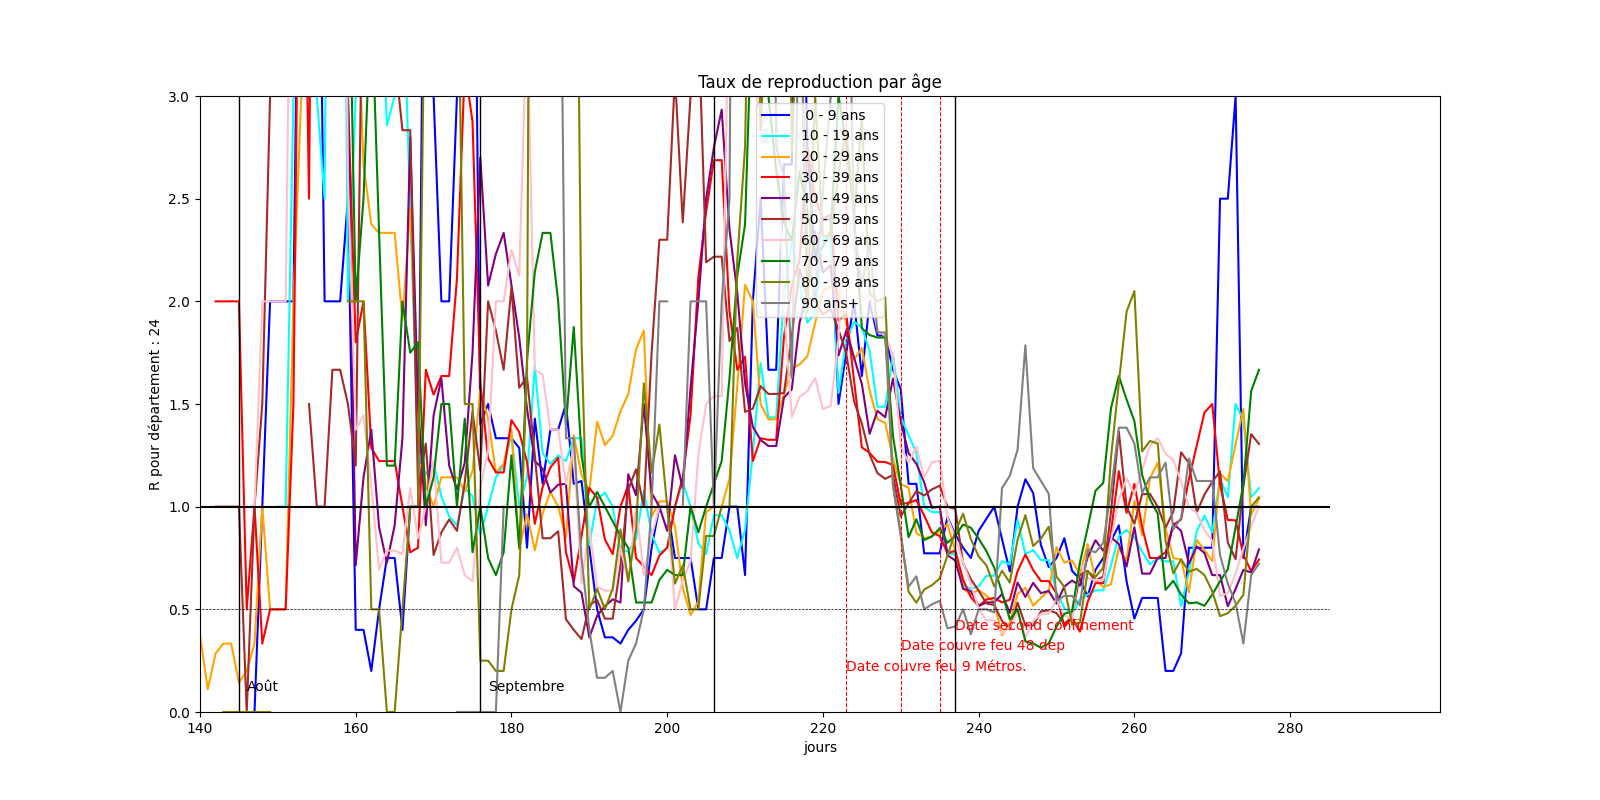 Taux de reproduction par âge
R pour département : 24
3.0
2.5
2.0
1.5
1.0
0.5
0.0
0 - 9 ans
10 - 19 ans
20 - 29 ans
30 - 39 ans
40 - 49 ans
50 - 59 ans
60 - 69 ans
70 - 79 ans
80 - 89 ans
90 ans+
Date second confinement
Date couvre feu 48 dep
Date couvre feu 9 Métros.
Août
Septembre
140 160 180 200 220 240 260 280
jours